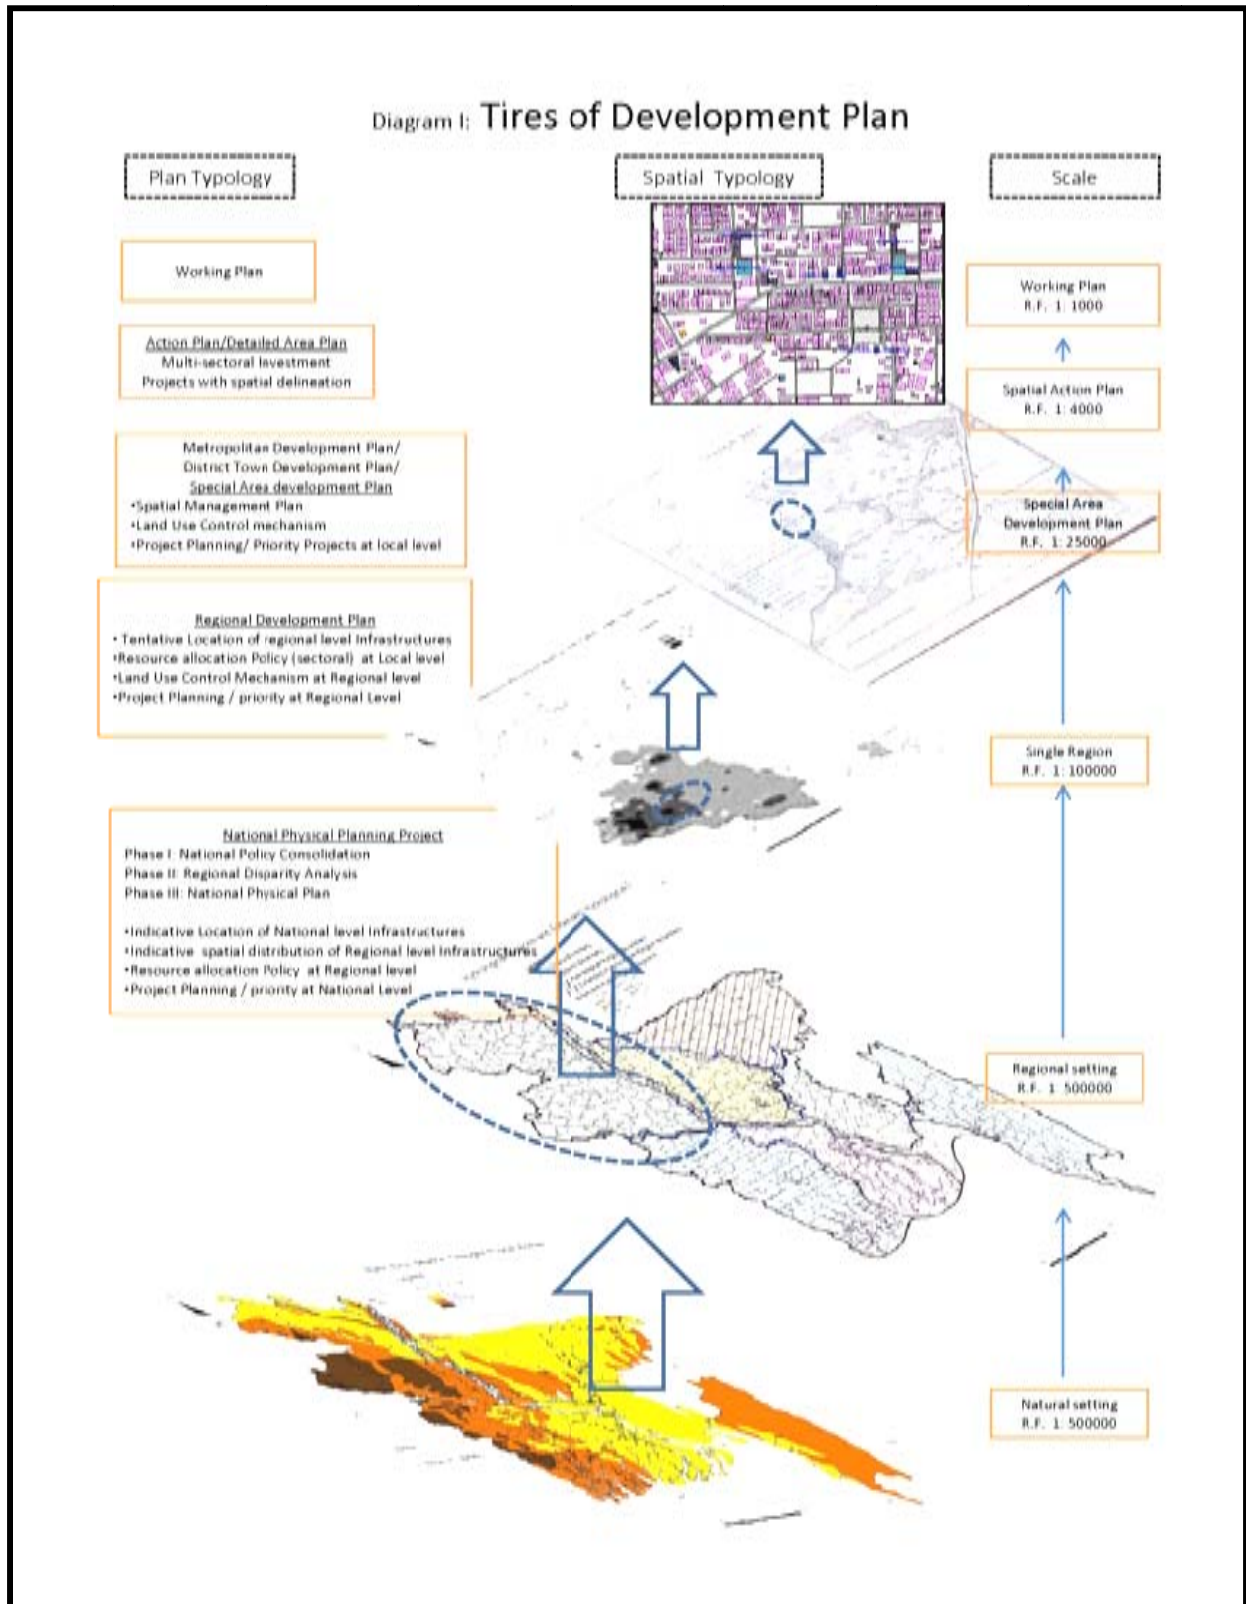 Diagram I: Tires of Development Plan
Plan Typology
Spatial Typology
Scale
Working Plan
Action Plan/Detailed Area Plan
Multi-sectoral Investment
Projects with spatial delineation
Metropolitan Development Plan/
District Town Development Plan/
Special Area development Plan
•Spatial Management Plan
•Land Use Control mechanism
•Project Planning/ Priority Projects at local level
Regional Development Plan
• Tentative Location of regional level Infrastructures
•Resource allocation Policy (sectoral) at Local level
•Land Use Control Mechanism at Regional level
•Project Planning / priority at Regional Level
National Physical Planning Project
Phase I: National Policy Consolidation
Phase II: Regional Disparity Analysis
Phase III: National Physical Plan
•Indicative Location of National level Infrastructures
•Indicative spatial distribution of Regional level Infrastructures
•Resource allocation Policy at Regional level
•Project Planning / priority at National Level
Working Plan
R.F. 1: 1000
Spatial Action Plan
R.F. 1: 4000
Special Area
Development Plan
R.F. 1: 25000
Single Region
R.F. 1: 100000
Regional setting
R.F. 1: 500000
Natural setting
R.F. 1: 500000